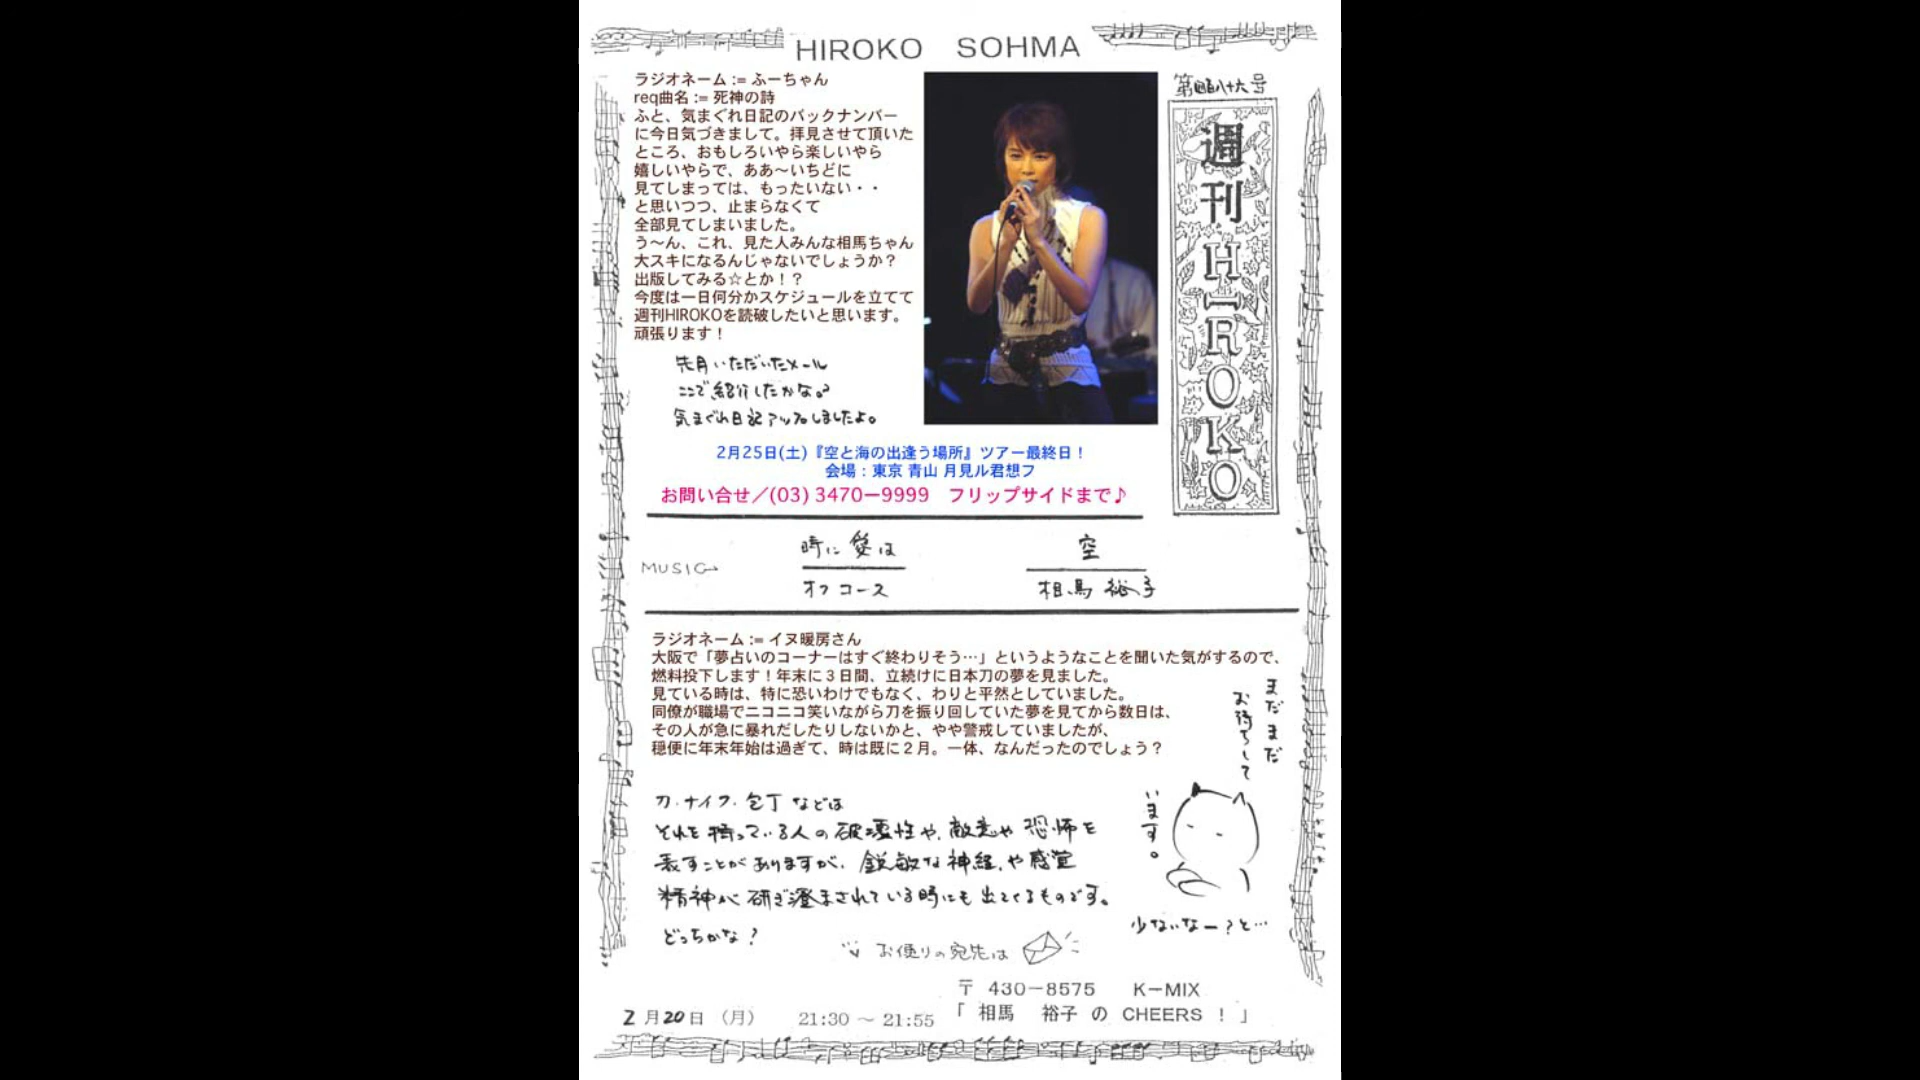 HIROKO SOHMA
ラジオネーム := ふーちゃん
req曲名 := 死神の詩
ふと、気まぐれ日記のバックナンバー
に今日気づきまして。拝見させて頂いた
ところ、おもしろいやら楽しいやら
嬉しいやらで、ああ〜いちどに
見てしまっては、もったいない・・
と思いつつ、止まらなくて
全部見てしまいました。
う〜ん、これ、見た人みんな相馬ちゃん
大スキになるんじゃないでしょうか？
出版してみる☆とか！？
今度は一日何分かスケジュールを立てて
週刊HIROKOを読破したいと思います。
頑張ります！
先月いただいたメール
ここで紹介したかな。
気まぐれ日記アップしましたよ。
第四百八十六号
週刊HIROKO
2月25日(土)『空と海の出逢う場所』ツアー最終日！
会場：東京 青山 月見ル君想フ
お問い合せ／(03) 3470ー9999 フリップサイドまで♪
MUSIC→
時に愛は
オフコース
空
相馬裕子
ラジオネーム := イヌ暖房さん
大阪で「夢占いのコーナーはすぐ終わりそう…」というようなことを聞いた気がするので、
燃料投下します！年末に３日間、立続けに日本刀の夢を見ました。
見ている時は、特に恐いわけでもなく、わりと平然としていました。
同僚が職場でニコニコ笑いながら刀を振り回していた夢を見てから数日は、
その人が急に暴れだしたりしないかと、やや警戒していましたが、
穏便に年末年始は過ぎて、時は既に２月。一体、なんだったのでしょう？
刀・ナイフ・包丁などは
それを持っている人の破壊性や、敵意や恐怖を
表すことがありますが、鋭敏な神経や感覚
精神が研ぎ澄まされている時にも出てくるものです。
どっちかな？
まだまだ
お待ちして
います。
少ないなー？と…
お便りの宛先は
〒 430－8575 K－MIX
「 相馬 裕子 の CHEERS ！」
2月20日（月） 21:30 〜 21:55